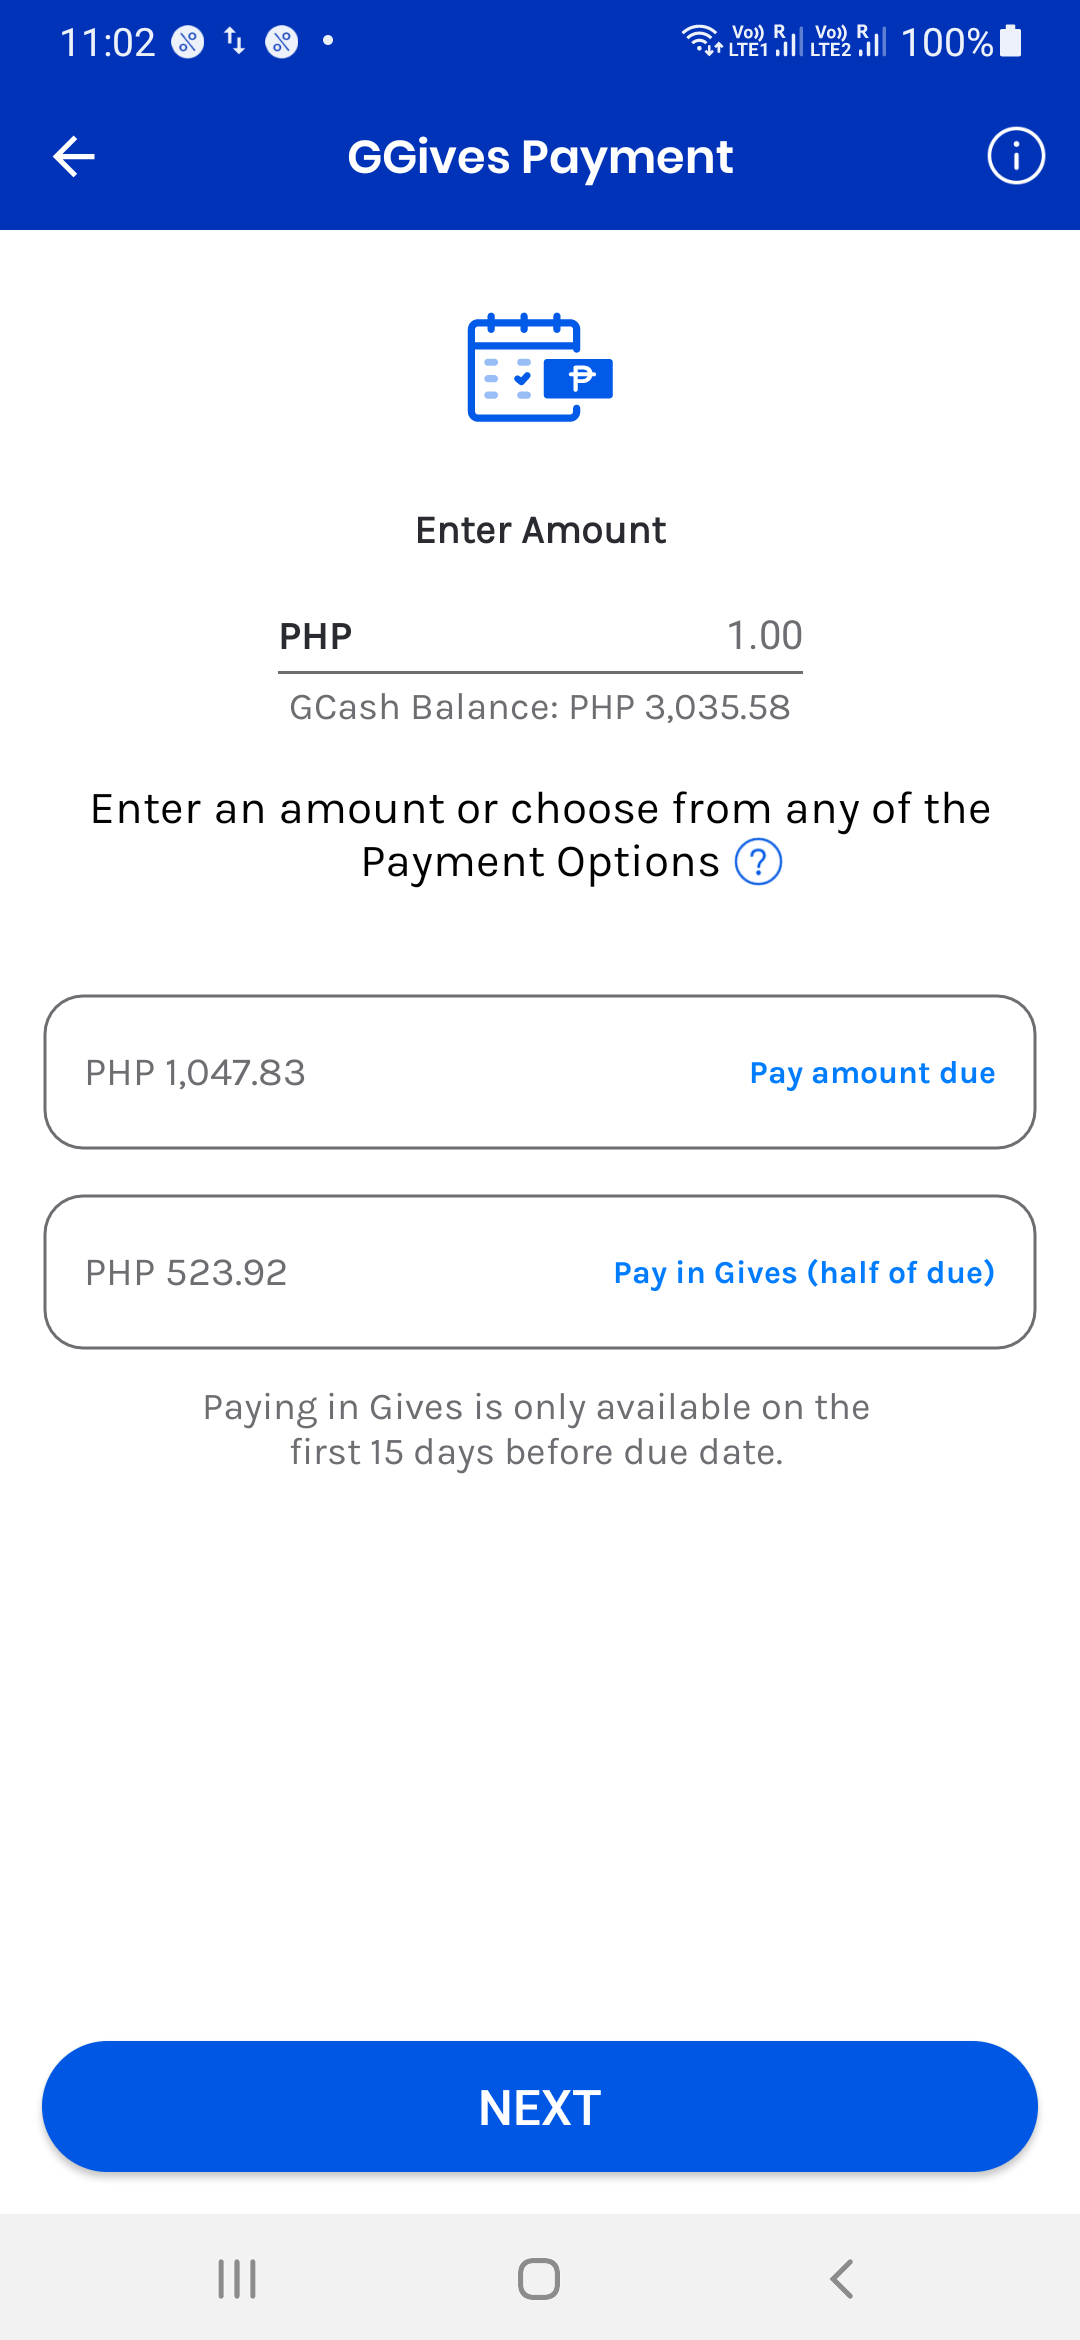 11:02
Vo)) R Vo)) R
LTE1 LTE2 100%
GGives Payment
Enter Amount
PHP 1.00
GCash Balance: PHP 3,035.58
Enter an amount or choose from any of the
Payment Options ?
PHP 1,047.83 Pay amount due
PHP 523.92 Pay in Gives (half of due)
Paying in Gives is only available on the
first 15 days before due date.
NEXT